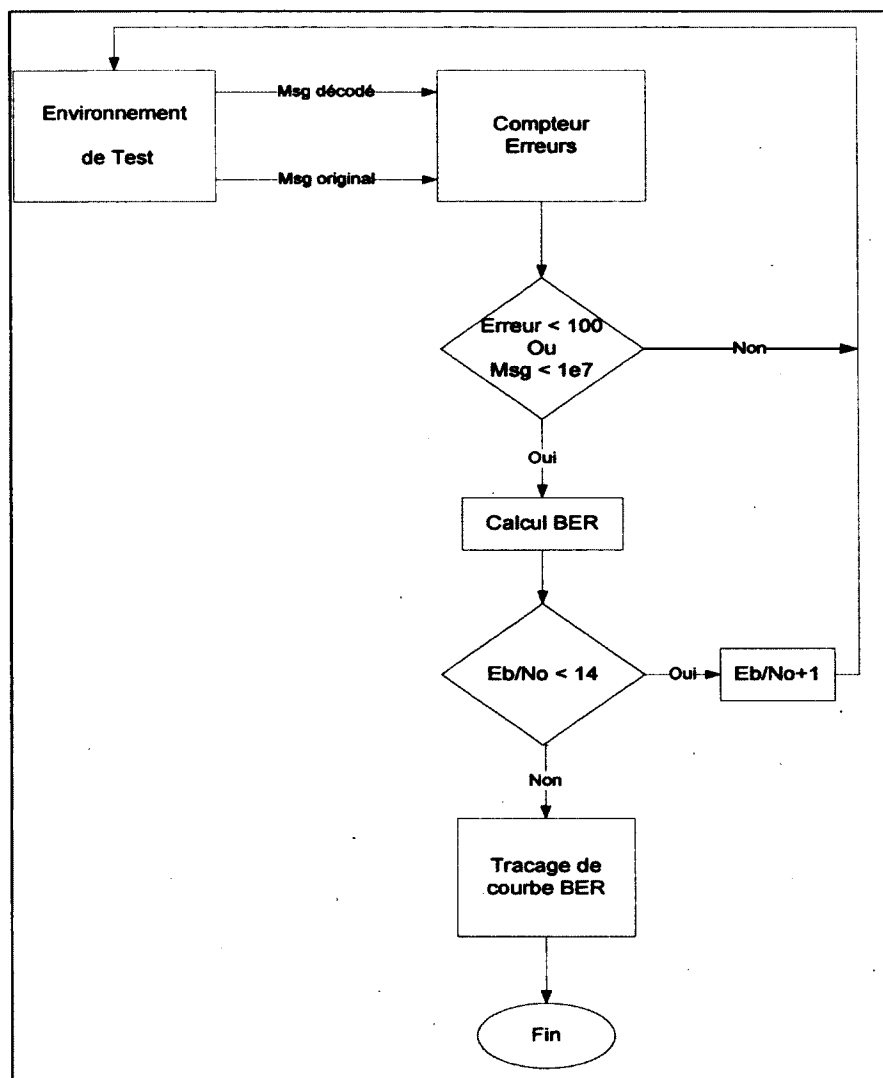 Environnement
de Test
Msg décodé
Msg original
Compteur
Erreurs
Erreur < 100
Ou
Msg < 1e7
Non
Oui
Calcul BER
Eb/No < 14
Oui
Eb/No+1
Non
Tracage de
courbe BER
Fin